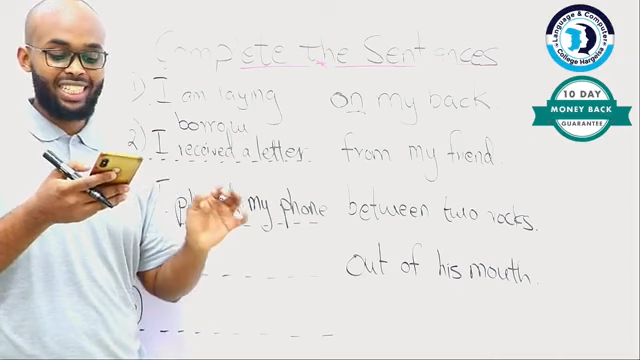 Complete The Sentences
1) I am laying on my back
borrow
2) I received a letter from my friend
I my phone between two rocks.
out of his mouth.
Language & Computer
College Hargeisa
10 DAY
MONEY BACK
GUARANTEE